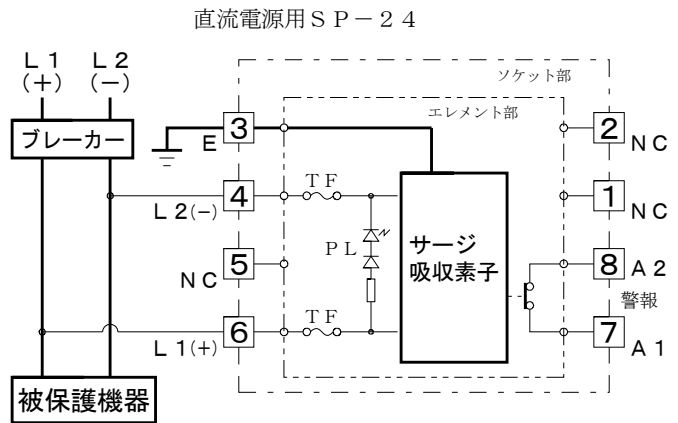 直流電源用ＳＰ－２４
Ｌ１ Ｌ２
(＋) (－)
ソケット部
エレメント部
ブレーカー
３
Ｅ
２
ＮＣ
４
Ｌ２(－)
ＴＦ
１
ＮＣ
ＰＬ
サージ
吸収素子
５
ＮＣ
８
Ａ２
警報
６
Ｌ１(＋)
ＴＦ
７
Ａ１
被保護機器